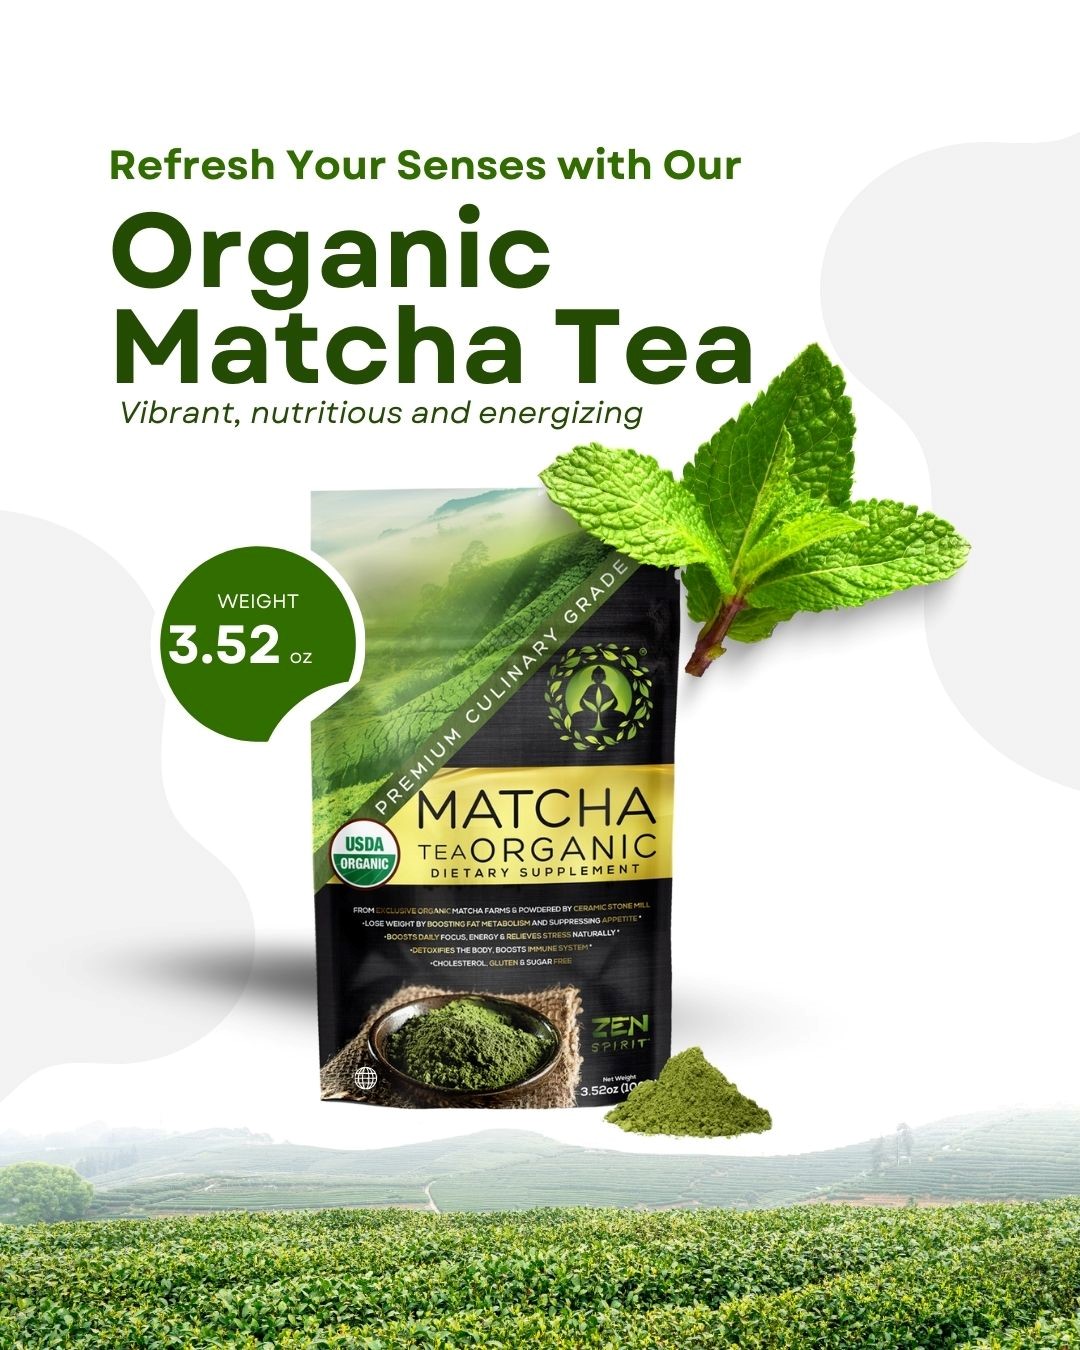 Refresh Your Senses with Our
Organic
Matcha Tea
Vibrant, nutritious and energizing
WEIGHT
3.52 oz
PREMIUM CULINARY GRADE
®
MATCHA
TEAORGANIC
DIETARY SUPPLEMENT
USDA
ORGANIC
FROM EXCLUSIVE ORGANIC MATCHA FARMS & POWDERED BY CERAMIC STONE MILL
•LOSE WEIGHT BY BOOSTING FAT METABOLISM AND SUPPRESSING APPETITE*
•BOOSTS DAILY FOCUS, ENERGY & RELIEVES STRESS NATURALLY*
•DETOXIFIES THE BODY, BOOSTS IMMUNE SYSTEM*
•CHOLESTEROL, GLUTEN & SUGAR FREE
ZEN
SPIRIT
Net Weight
3.52oz